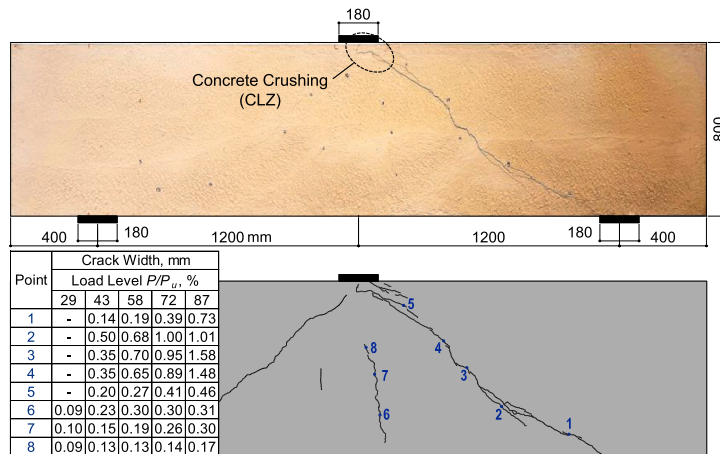 180
Concrete Crushing
(CLZ)
800
400 180 1200 mm 1200 180 400
Point Crack Width, mm
Load Level P/Pu, %
29 43 58 72 87
1 - 0.14 0.19 0.39 0.73
2 - 0.50 0.68 1.00 1.01
3 - 0.35 0.70 0.95 1.58
4 - 0.35 0.65 0.89 1.48
5 - 0.20 0.27 0.41 0.46
6 0.09 0.23 0.30 0.30 0.31
7 0.10 0.15 0.19 0.26 0.30
8 0.09 0.13 0.13 0.14 0.17
5
8
4
7
3
6
2
1